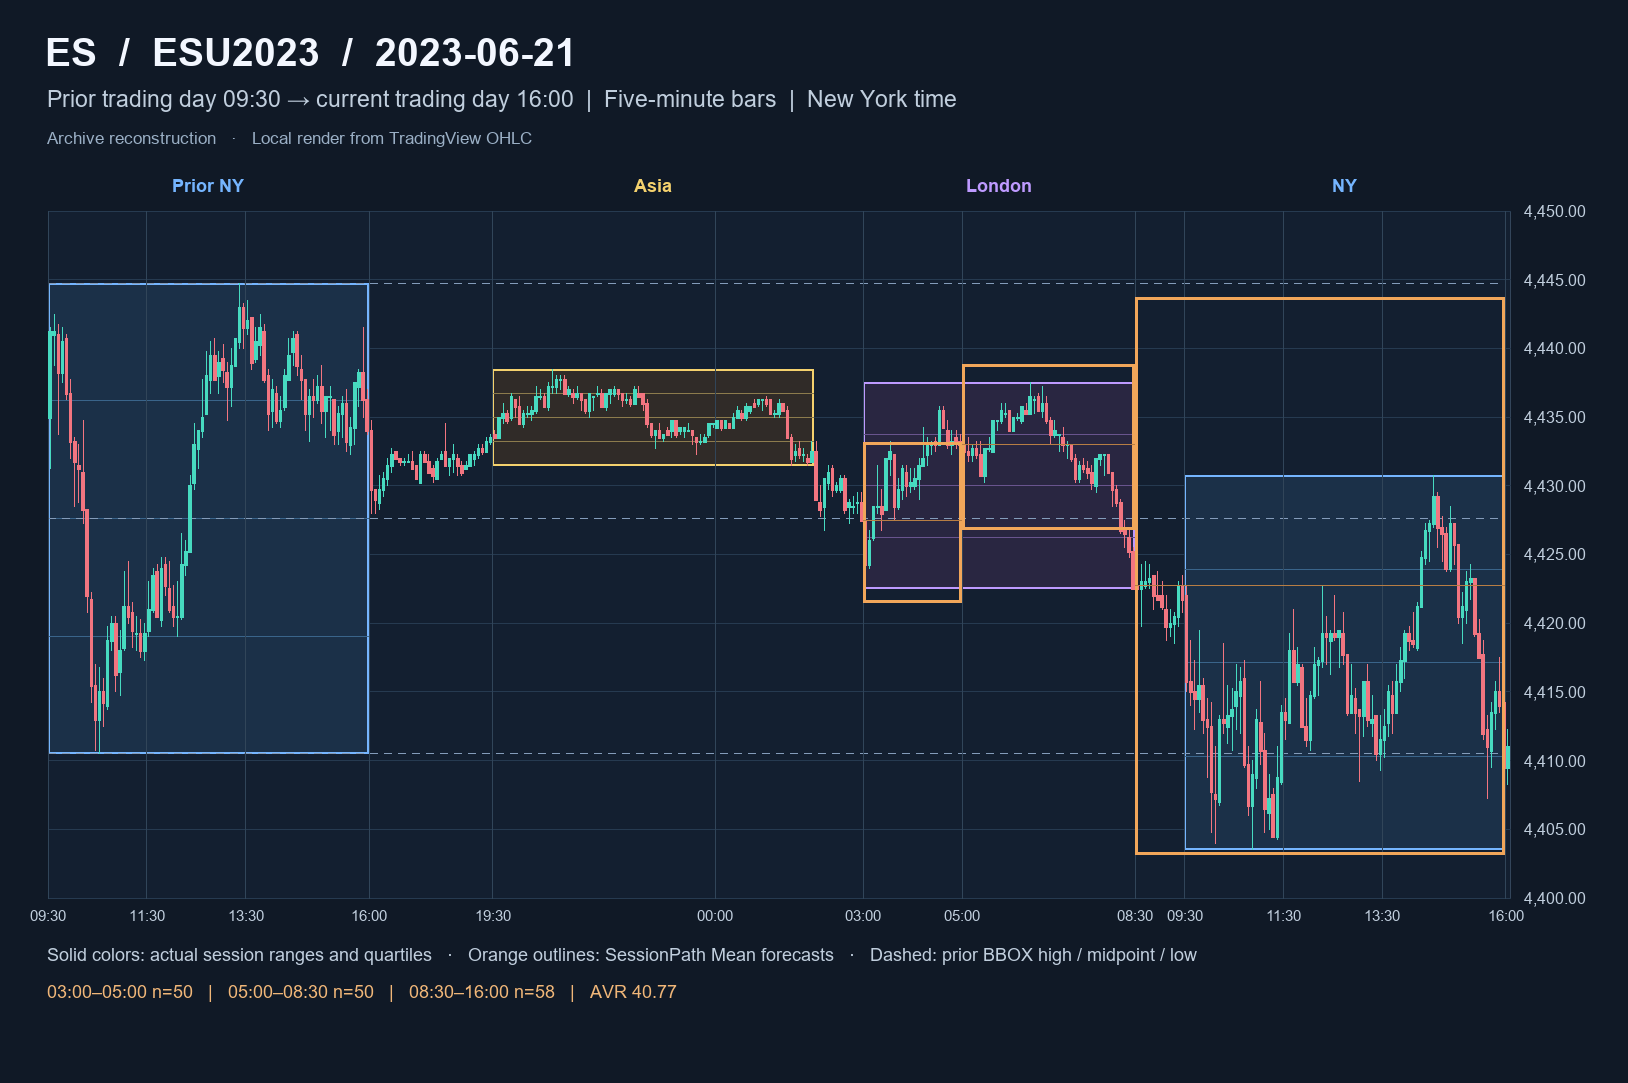 ES / ESU2023 / 2023-06-21
Prior trading day 09:30 → current trading day 16:00 | Five-minute bars | New York time
Archive reconstruction · Local render from TradingView OHLC
Prior NY Asia London NY
4,450.00
4,445.00
4,440.00
4,435.00
4,430.00
4,425.00
4,420.00
4,415.00
4,410.00
4,405.00
4,400.00
09:30 11:30 13:30 16:00 19:30 00:00 03:00 05:00 08:30 09:30 11:30 13:30 16:00
Solid colors: actual session ranges and quartiles · Orange outlines: SessionPath Mean forecasts · Dashed: prior BBOX high / midpoint / low
03:00–05:00 n=50 | 05:00–08:30 n=50 | 08:30–16:00 n=58 | AVR 40.77